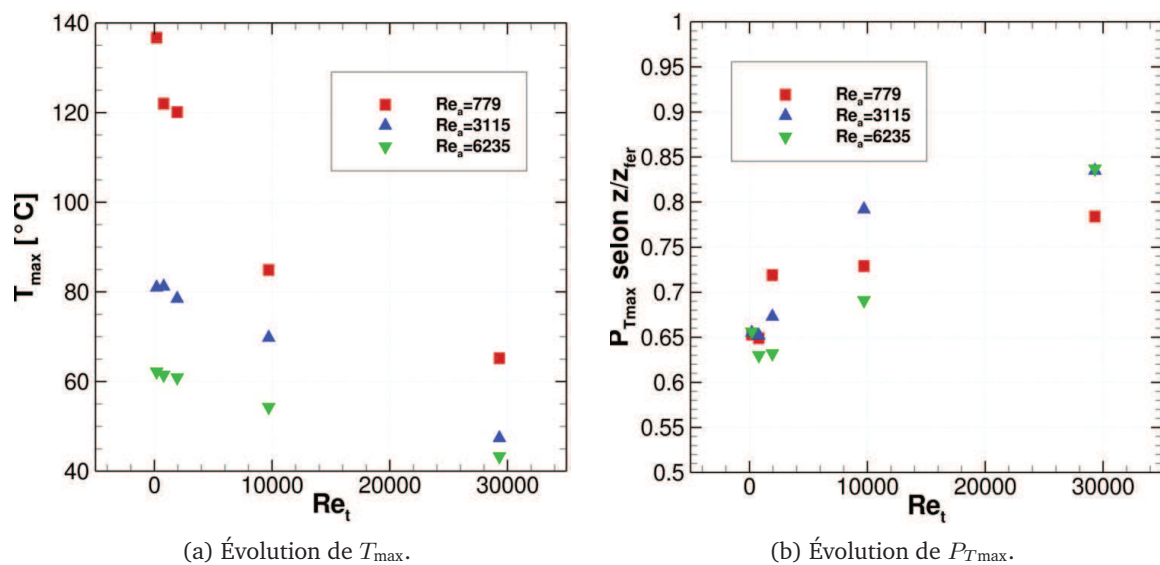 140
120
100
80
60
40
T_max [°C]
Re_a=779
Re_a=3115
Re_a=6235
0
10000
20000
30000
Re_t
(a) Évolution de T_max.
1
0.95
0.9
0.85
0.8
0.75
0.7
0.65
0.6
0.55
0.5
P_Tmax selon z/z_fer
Re_a=779
Re_a=3115
Re_a=6235
0
10000
20000
30000
Re_t
(b) Évolution de P_Tmax.